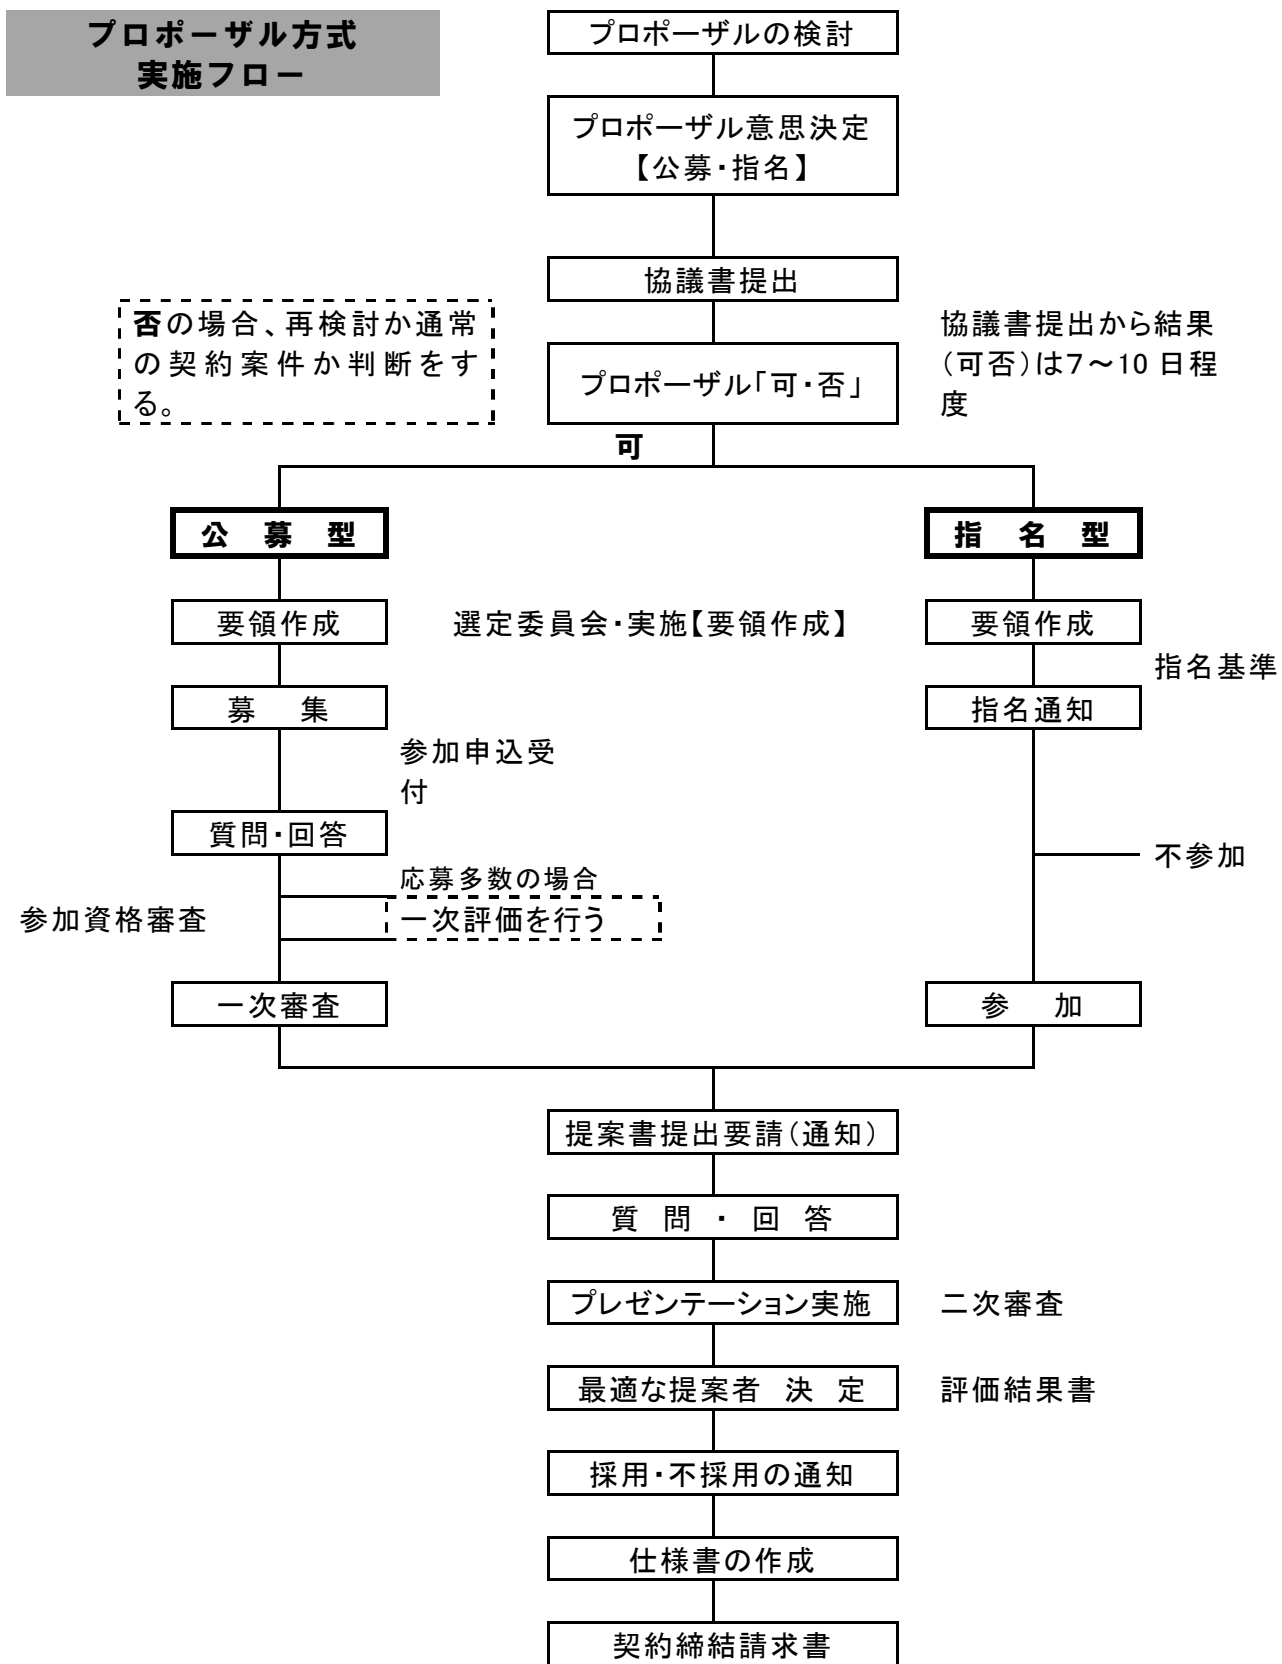 プロポーザル方式
実施フロー
プロポーザルの検討
プロポーザル意思決定
【公募・指名】
協議書提出
否の場合、再検討か通常
の契約案件か判断をす
る。
プロポーザル「可・否」
協議書提出から結果
(可否)は7～10 日程
度
可
公 募 型
指 名 型
要領作成
選定委員会・実施【要領作成】
要領作成
指名基準
募 集
指名通知
参加申込受
付
質問・回答
不参加
応募多数の場合
一次評価を行う
参加資格審査
一次審査
参 加
提案書提出要請(通知)
質 問 ・ 回 答
プレゼンテーション実施
二次審査
最適な提案者 決 定
評価結果書
採用・不採用の通知
仕様書の作成
契約締結請求書